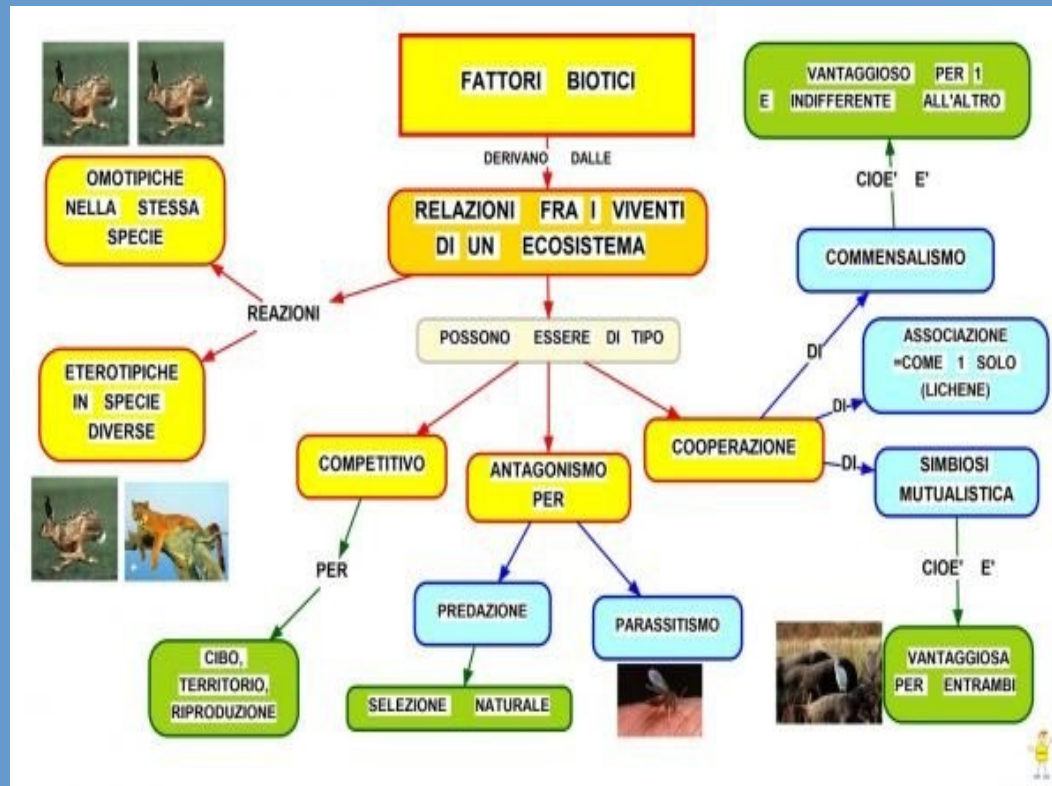 FATTORI BIOTICI
DERIVANO DALLE
RELAZIONI FRA I VIVENTI
DI UN ECOSISTEMA
REAZIONI
OMOTIPICHE
NELLA STESSA
SPECIE
ETEROTIPICHE
IN SPECIE
DIVERSE
POSSONO ESSERE DI TIPO
COMPETITIVO
PER
CIBO,
TERRITORIO,
RIPRODUZIONE
ANTAGONISMO
PER
PREDAZIONE
SELEZIONE NATURALE
PARASSITISMO
COOPERAZIONE
DI
COMMENSALISMO
CIOE' E'
VANTAGGIOSO PER 1
E INDIFFERENTE ALL'ALTRO
DI
ASSOCIAZIONE
=COME 1 SOLO
(LICHENE)
DI
SIMBIOSI
MUTUALISTICA
CIOE' E'
VANTAGGIOSA
PER ENTRAMBI